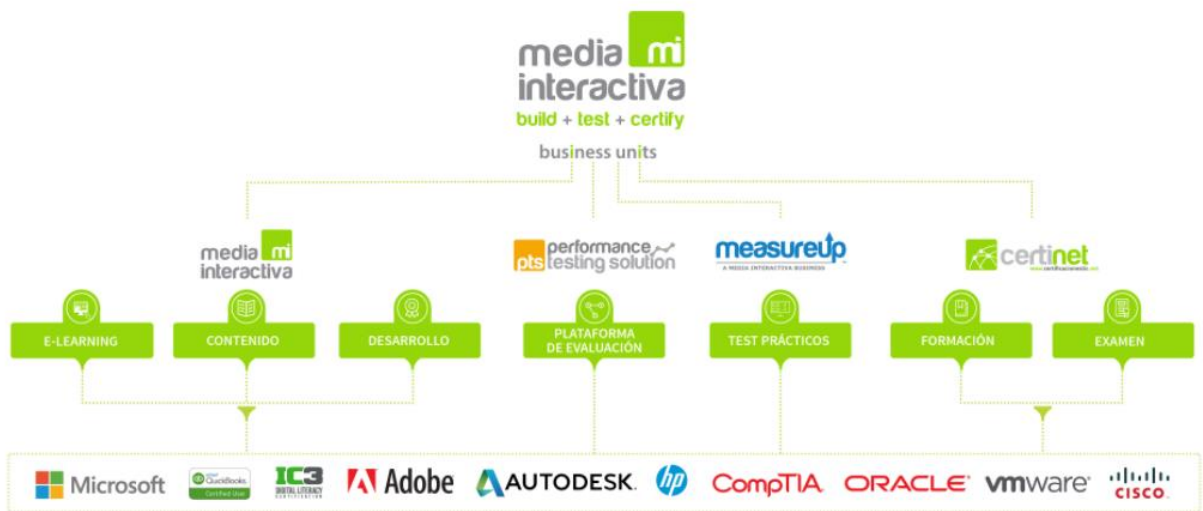 media mi
interactiva
build + test + certify
business units
media mi
interactiva
pts performance
testing solution
measureup
A MEDIA INTERACTIVA BUSINESS
certinet
E-LEARNING
CONTENIDO
DESARROLLO
PLATAFORMA
DE EVALUACIÓN
TEST PRÁCTICOS
FORMACIÓN
EXAMEN
Microsoft
QuickBooks
Certified User
IC3
DIGITAL LITERACY
CERTIFICATION
Adobe
AUTODESK.
hp
CompTIA
ORACLE
vmware
CISCO